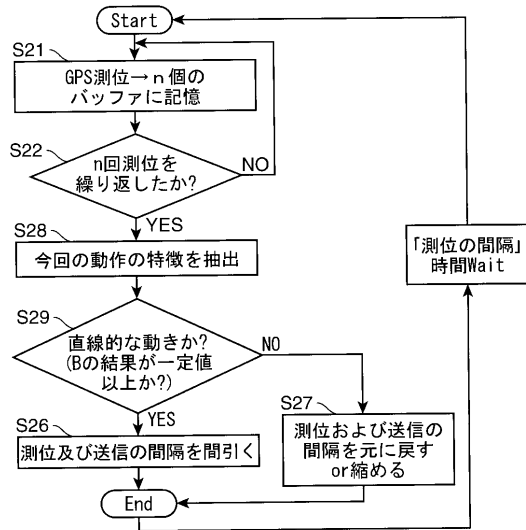 Start
S21
GPS測位→n個の
バッファに記憶
S22
n回測位を
繰り返したか?
NO
YES
S28
今回の動作の特徴を抽出
S29
直線的な動きか?
(Bの結果が一定値
以上か?)
NO
YES
S26
測位及び送信の間隔を間引く
S27
測位および送信の
間隔を元に戻す
or縮める
End
「測位の間隔」
時間Wait